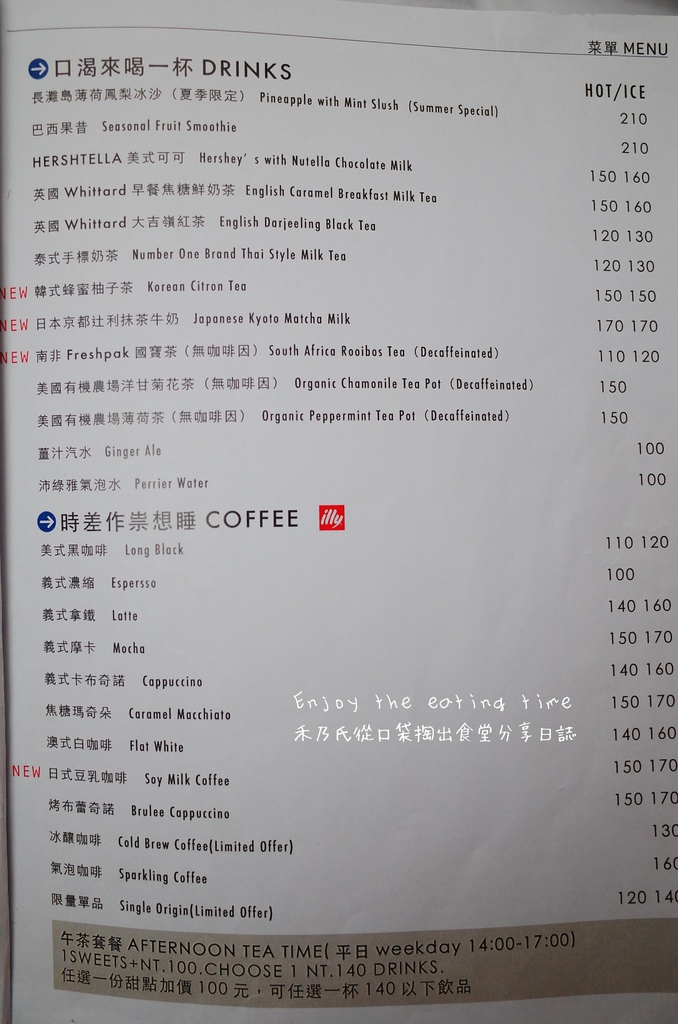 菜單 MENU
口渴來喝一杯 DRINKS
HOT/ICE
長灘島薄荷鳳梨冰沙（夏季限定） Pineapple with Mint Slush (Summer Special) 210
巴西果昔 Seasonal Fruit Smoothie 210
HERSHTELLA 美式可可 Hershey's with Nutella Chocolate Milk 150 160
英國 Whittard 早餐焦糖鮮奶茶 English Caramel Breakfast Milk Tea 150 160
英國 Whittard 大吉嶺紅茶 English Darjeeling Black Tea 120 130
泰式手標奶茶 Number One Brand Thai Style Milk Tea 120 130
NEW 韓式蜂蜜柚子茶 Korean Citron Tea 150 150
NEW 日本京都辻利抹茶牛奶 Japanese Kyoto Matcha Milk 170 170
NEW 南非 Freshpak 國寶茶（無咖啡因） South Africa Rooibos Tea (Decaffeinated) 110 120
美國有機農場洋甘菊花茶（無咖啡因） Organic Chamonile Tea Pot (Decaffeinated) 150
美國有機農場薄荷茶（無咖啡因） Organic Peppermint Tea Pot (Decaffeinated) 150
薑汁汽水 Ginger Ale 100
沛綠雅氣泡水 Perrier Water 100
時差作祟想睡 COFFEE illy
美式黑咖啡 Long Black 110 120
義式濃縮 Espersso 100
義式拿鐵 Latte 140 160
義式摩卡 Mocha 150 170
義式卡布奇諾 Cappuccino 140 160
焦糖瑪奇朵 Caramel Macchiato 150 170
澳式白咖啡 Flat White 140 160
NEW 日式豆乳咖啡 Soy Milk Coffee 150 170
烤布蕾奇諾 Brulee Cappuccino 150 170
冰釀咖啡 Cold Brew Coffee(Limited Offer) 130
氣泡咖啡 Sparkling Coffee 160
限量單品 Single Origin(Limited Offer) 120 140
Enjoy the eating time
禾乃氏從口袋掏出食堂分享日誌
午茶套餐 AFTERNOON TEA TIME( 平日 weekday 14:00-17:00)
1SWEETS+NT.100.CHOOSE 1 NT.140 DRINKS.
任選一份甜點加價 100 元，可任選一杯 140 以下飲品